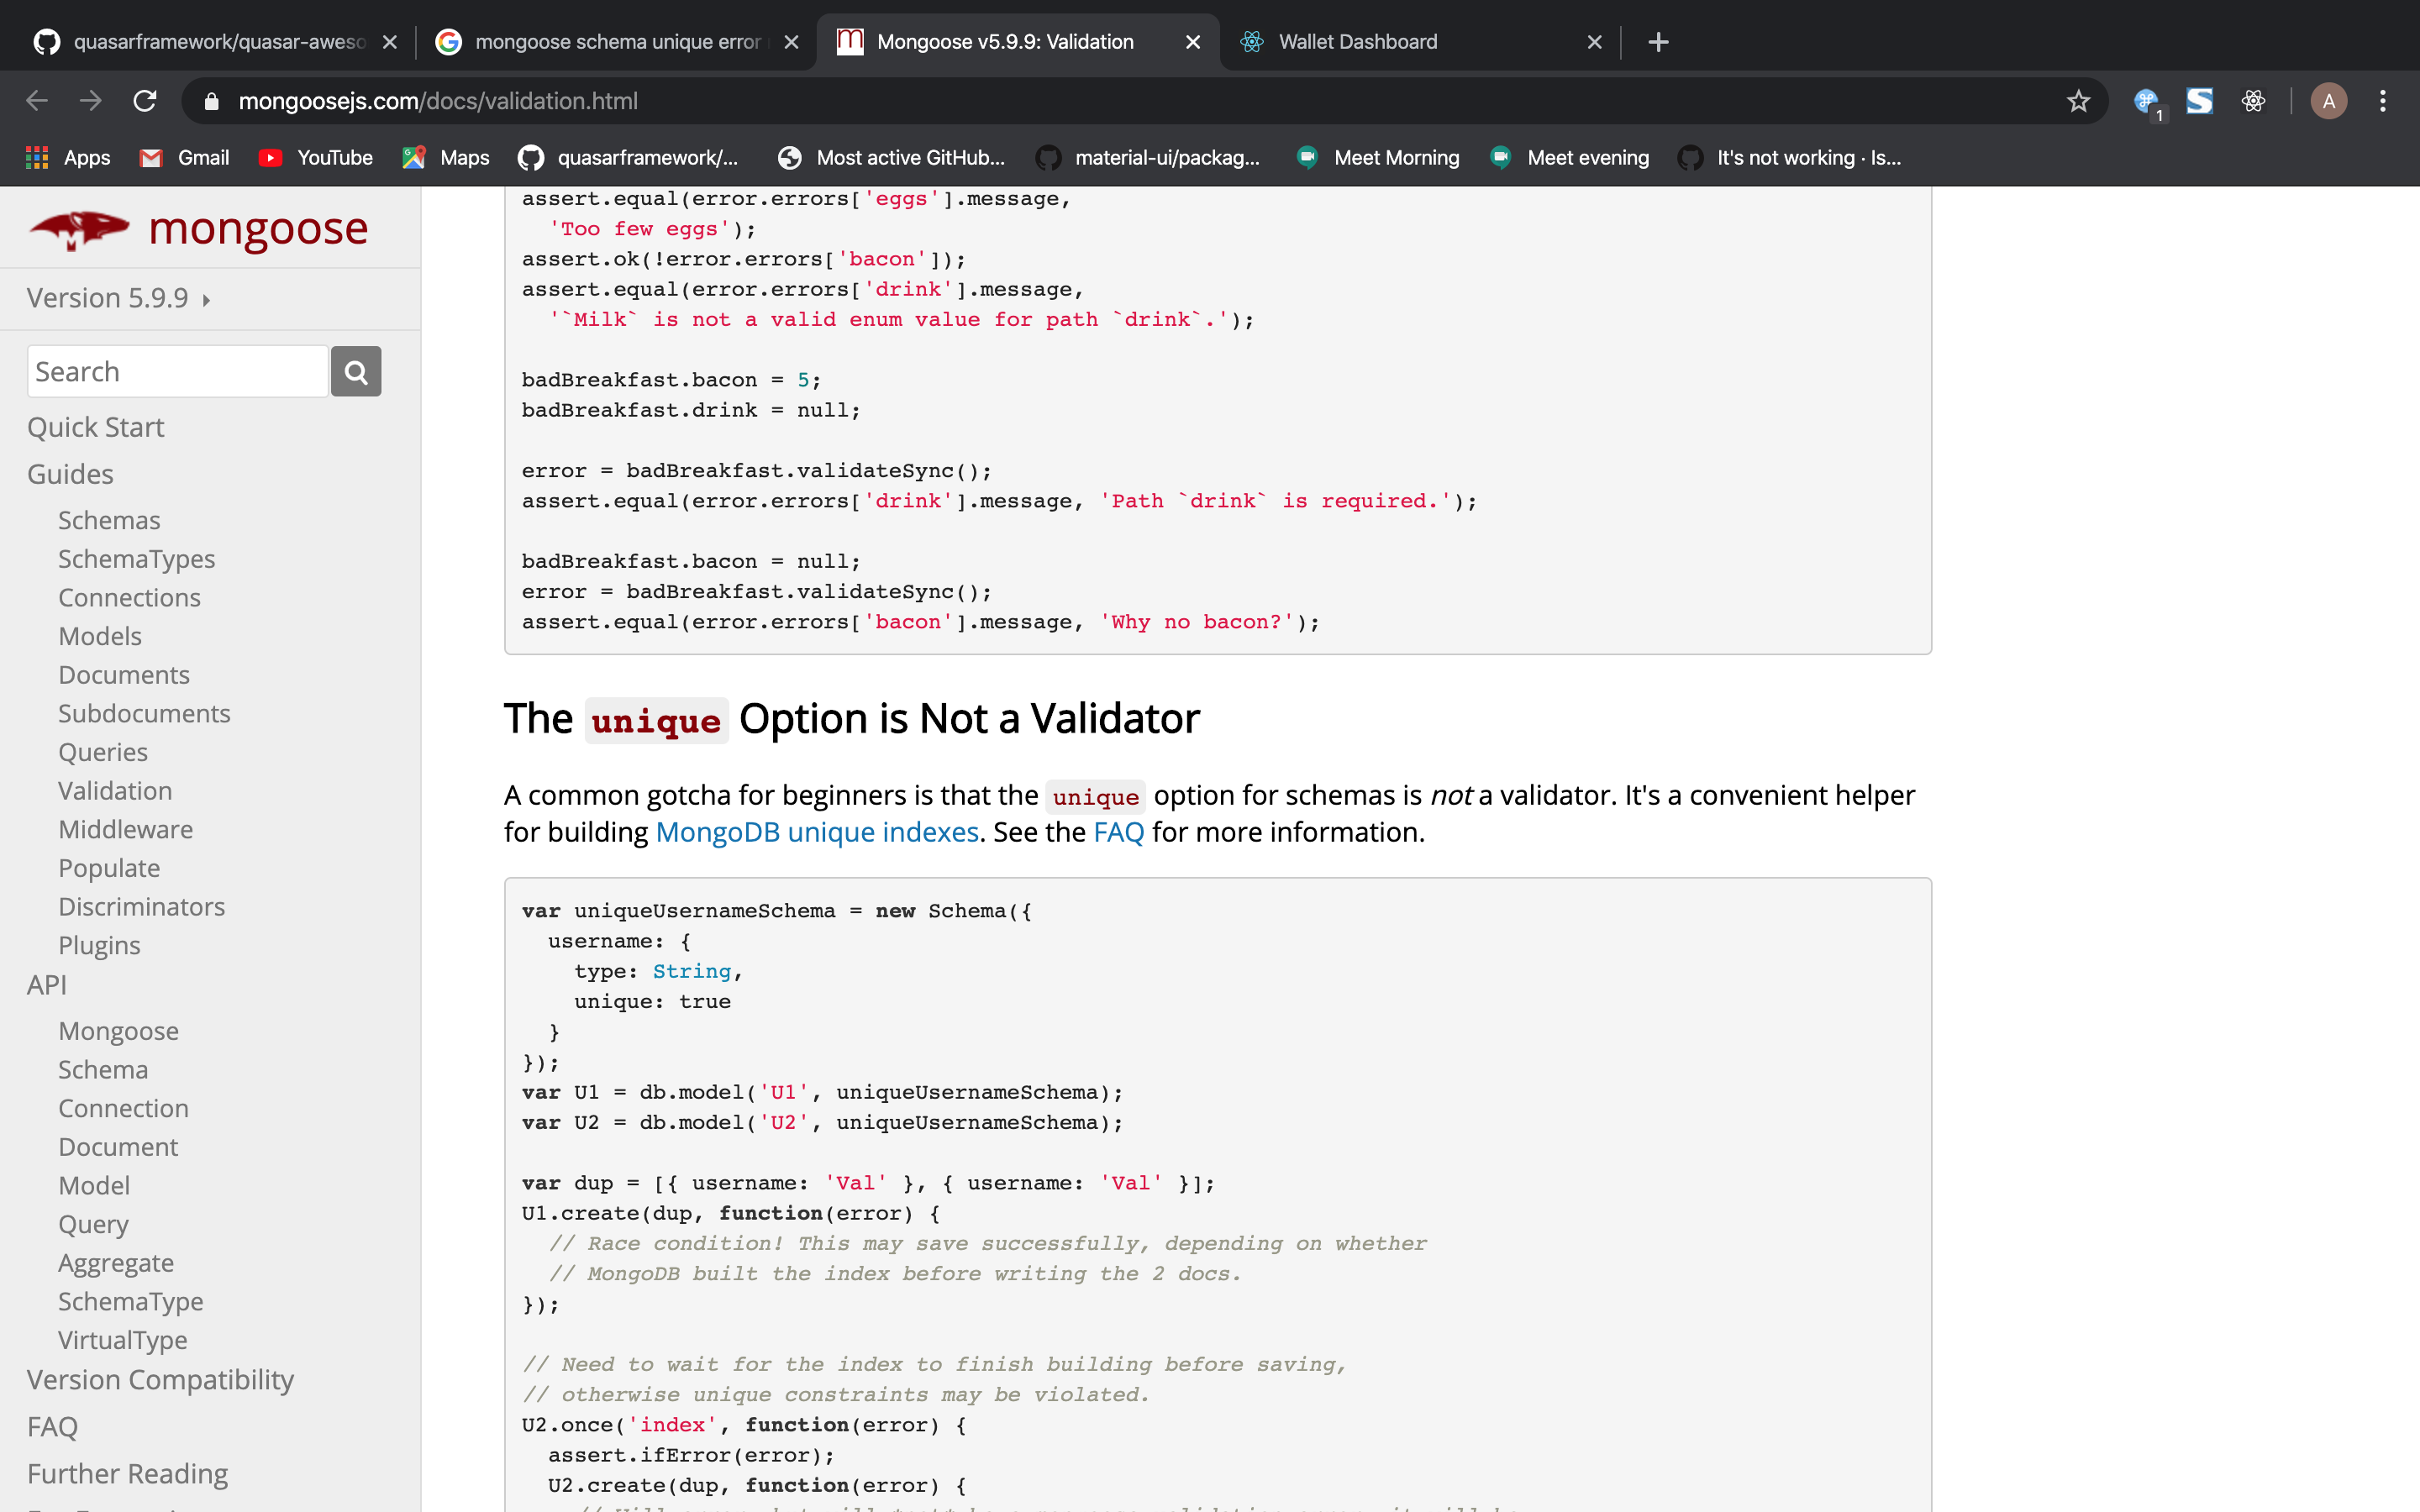 quasarframework/quasar-aweso
mongoose schema unique error
Mongoose v5.9.9: Validation
Wallet Dashboard
mongoosejs.com/docs/validation.html
1
A
Apps
Gmail
YouTube
Maps
quasarframework/...
Most active GitHub...
material-ui/packag...
Meet Morning
Meet evening
It's not working · Is...
mongoose
Version 5.9.9
Search
Quick Start
Guides
Schemas
SchemaTypes
Connections
Models
Documents
Subdocuments
Queries
Validation
Middleware
Populate
Discriminators
Plugins
API
Mongoose
Schema
Connection
Document
Model
Query
Aggregate
SchemaType
VirtualType
Version Compatibility
FAQ
Further Reading
assert.equal(error.errors['eggs'].message,
'Too few eggs');
assert.ok(!error.errors['bacon']);
assert.equal(error.errors['drink'].message,
'`Milk` is not a valid enum value for path `drink`.');
badBreakfast.bacon = 5;
badBreakfast.drink = null;
error = badBreakfast.validateSync();
assert.equal(error.errors['drink'].message, 'Path `drink` is required.');
badBreakfast.bacon = null;
error = badBreakfast.validateSync();
assert.equal(error.errors['bacon'].message, 'Why no bacon?');
The unique Option is Not a Validator
A common gotcha for beginners is that the unique option for schemas is not a validator. It's a convenient helper
for building MongoDB unique indexes. See the FAQ for more information.
var uniqueUsernameSchema = new Schema({
username: {
type: String,
unique: true
}
});
var U1 = db.model('U1', uniqueUsernameSchema);
var U2 = db.model('U2', uniqueUsernameSchema);
var dup = [{ username: 'Val' }, { username: 'Val' }];
U1.create(dup, function(error) {
// Race condition! This may save successfully, depending on whether
// MongoDB built the index before writing the 2 docs.
});
// Need to wait for the index to finish building before saving,
// otherwise unique constraints may be violated.
U2.once('index', function(error) {
assert.ifError(error);
U2.create(dup, function(error) {